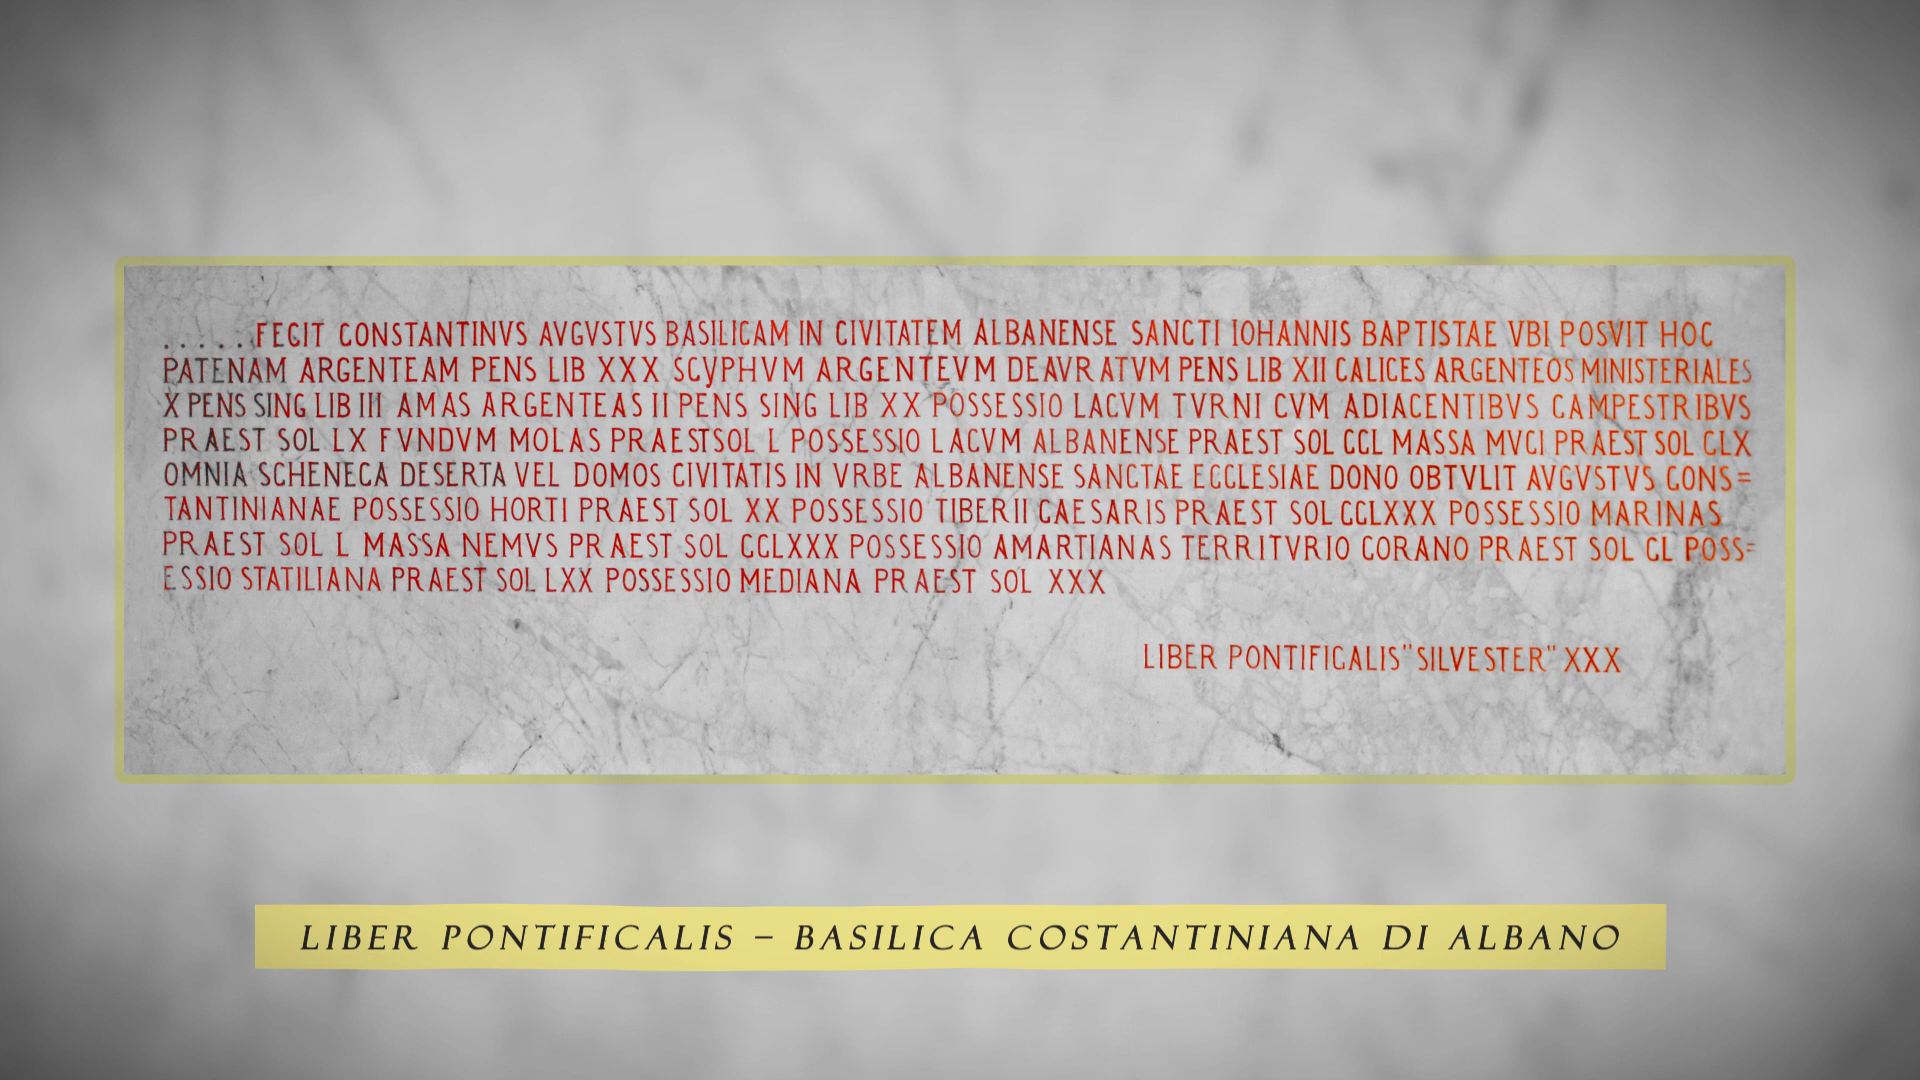 ......FECIT CONSTANTINVS AVGVSTVS BASILICAM IN CIVITATEM ALBANENSE SANCTI IOHANNIS BAPTISTAE VBI POSVIT HOC
PATENAM ARGENTEAM PENS LIB XXX SCYPHVM ARGENTEVM DEAVRATVM PENS LIB XII CALICES ARGENTEOS MINISTERIALES
X PENS SING LIB III AMAS ARGENTEAS II PENS SING LIB XX POSSESSIO LACVM TVRNI CVM ADIACENTIBVS CAMPESTRIBVS
PRAEST SOL LX FVNDVM MOLAS PRAEST SOL L POSSESSIO LACVM ALBANENSE PRAEST SOL CCL MASSA MVCI PRAEST SOL CLX
OMNIA SCHENECA DESERTA VEL DOMOS CIVITATIS IN VRBE ALBANENSE SANCTAE ECCLESIAE DONO OBTVLIT AVGVSTVS CONS=
TANTINIANAE POSSESSIO HORTI PRAEST SOL XX POSSESSIO TIBERII CAESARIS PRAEST SOL CCLXXX POSSESSIO MARINAS
PRAEST SOL L MASSA NEMVS PRAEST SOL CCLXXX POSSESSIO AMARTIANAS TERRITVRIO CORANO PRAEST SOL CL POSS=
ESSIO STATILIANA PRAEST SOL LXX POSSESSIO MEDIANA PRAEST SOL XXX
LIBER PONTIFICALIS "SILVESTER" XXX
LIBER PONTIFICALIS – BASILICA COSTANTINIANA DI ALBANO